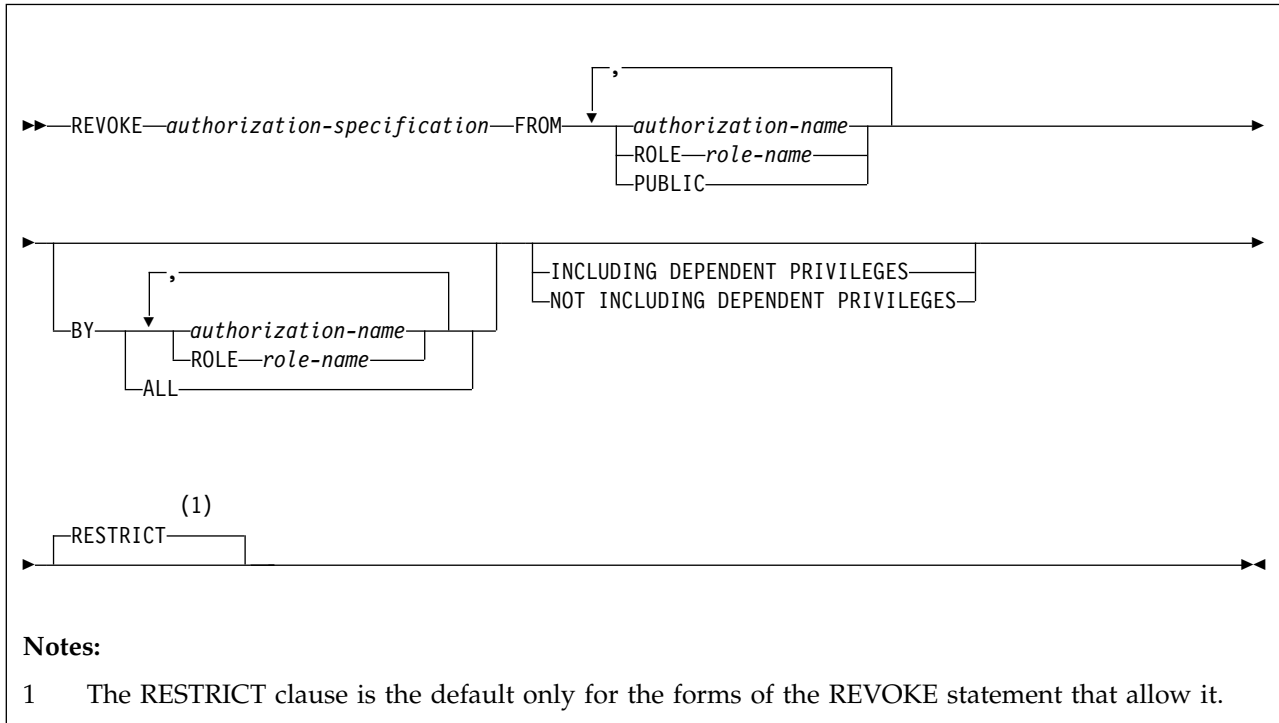 ,
REVOKE authorization-specification FROM authorization-name
ROLE role-name
PUBLIC
,
INCLUDING DEPENDENT PRIVILEGES
NOT INCLUDING DEPENDENT PRIVILEGES
BY authorization-name
ROLE role-name
ALL
(1)
RESTRICT
Notes:
1 The RESTRICT clause is the default only for the forms of the REVOKE statement that allow it.